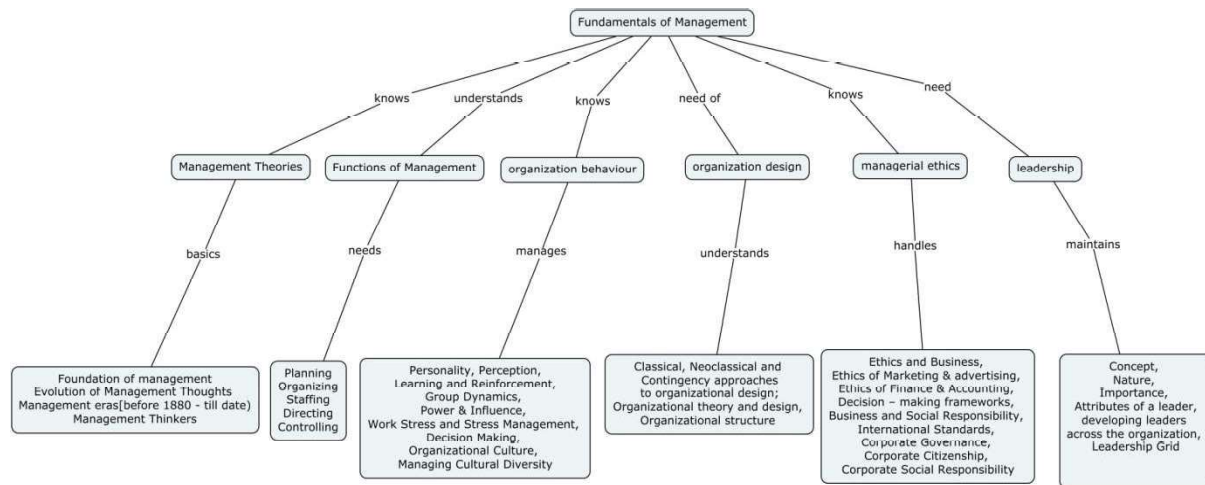 Fundamentals of Management
knows
understands
knows
need of
knows
need
Management Theories
Functions of Management
organization behaviour
organization design
managerial ethics
leadership
basics
needs
manages
understands
handles
maintains
Foundation of management
Evolution of Management Thoughts
Management eras[before 1880 - till date)
Management Thinkers
Planning
Organizing
Staffing
Directing
Controlling
Personality, Perception,
Learning and Reinforcement,
Group Dynamics,
Power & Influence,
Work Stress and Stress Management,
Decision Making,
Organizational Culture,
Managing Cultural Diversity
Classical, Neoclassical and
Contingency approaches
to organizational design;
Organizational theory and design,
Organizational structure
Ethics and Business,
Ethics of Marketing & advertising,
Ethics of Finance & Accounting,
Decision – making frameworks,
Business and Social Responsibility,
International Standards,
Corporate Governance,
Corporate Citizenship,
Corporate Social Responsibility
Concept,
Nature,
Importance,
Attributes of a leader,
developing leaders
across the organization,
Leadership Grid